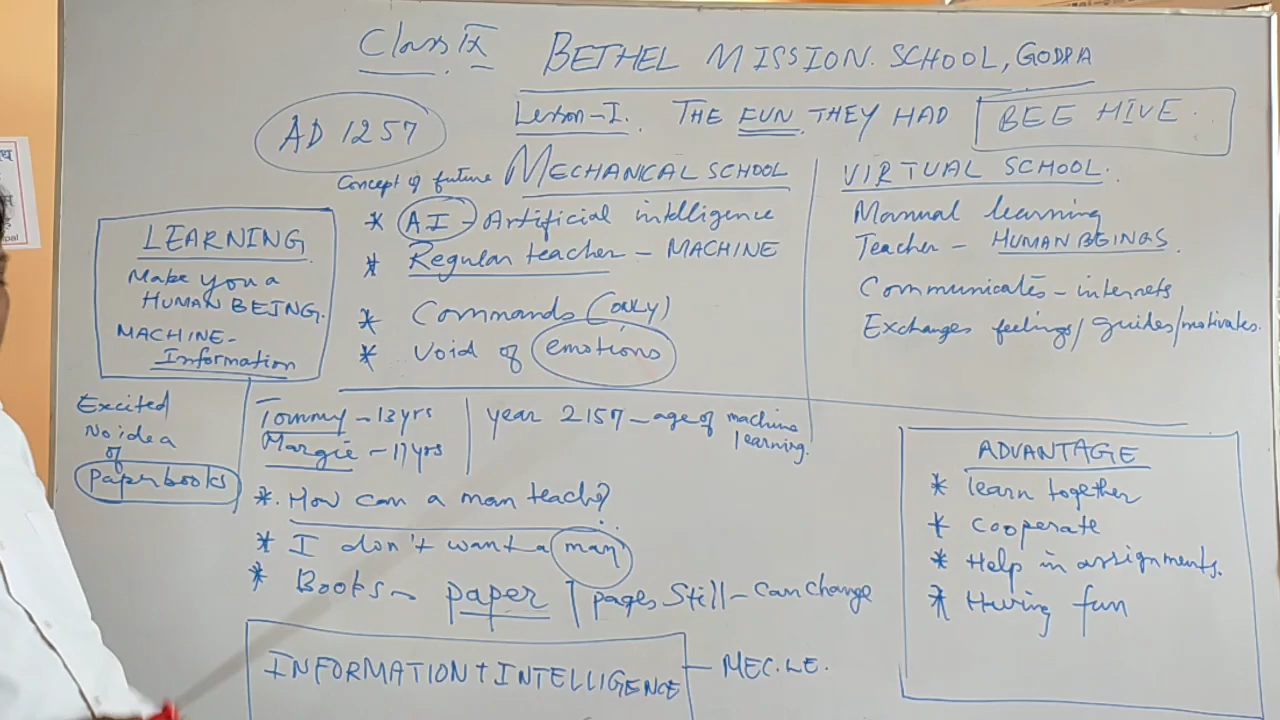 Class IX BETHEL MISSION. SCHOOL, GODDA
AD 1257
Lesson-I. THE FUN THEY HAD
BEE HIVE.
Concept of future MECHANICAL SCHOOL
* AI - Artificial intelligence
* Regular teacher - MACHINE
* Commands (only)
* Void of emotions
VIRTUAL SCHOOL.
Manual learning
Teacher - HUMAN BEINGS.
Communicates - internets
Exchanges feelings/guides/motivates.
LEARNING
Make you a
HUMAN BEING.
MACHINE-
Information
Excited
No idea
of
paperbooks
Tommy - 13yrs
Margie - 11yrs
year 2157 - age of machine
learning.
*. How can a man teach?
* I don't want a man
* Books - paper | pages Still - Can change
INFORMATION + INTELLIGENCE - MEC. LE.
ADVANTAGE
* learn together
* cooperate
* Help in assignments.
* Having fun